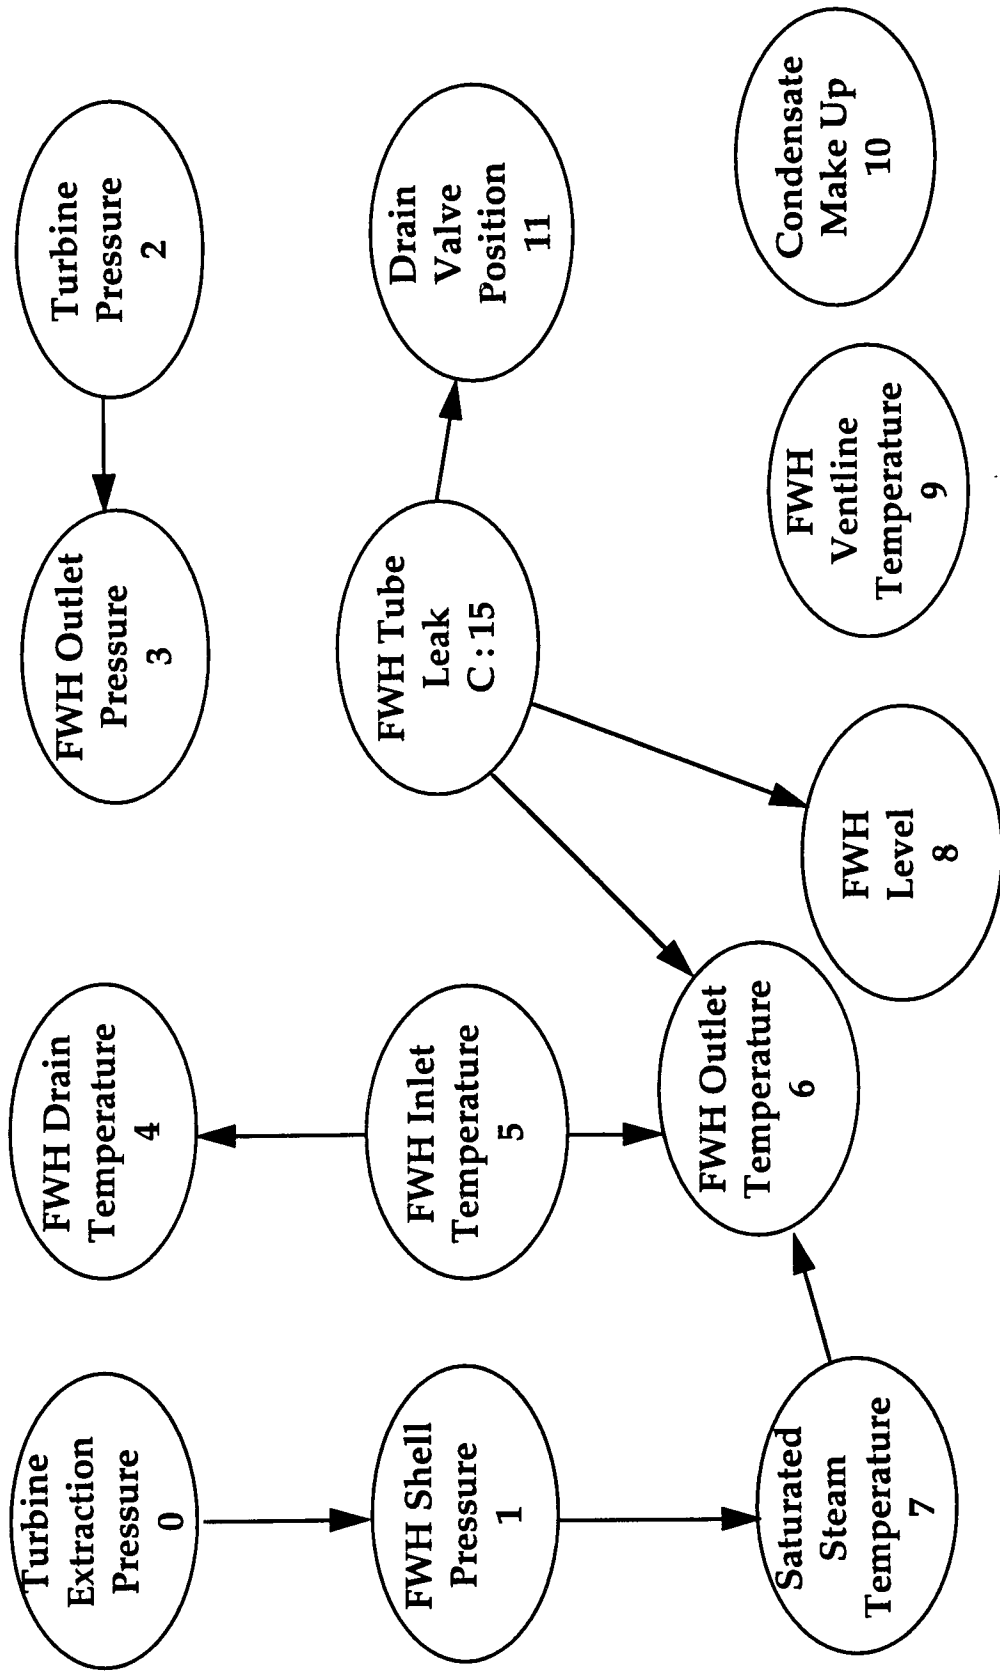 Turbine
Extraction
Pressure
0
FWH Drain
Temperature
4
FWH Outlet
Pressure
3
Turbine
Pressure
2
FWH Shell
Pressure
1
FWH Inlet
Temperature
5
FWH Tube
Leak
C : 15
Drain
Valve
Position
11
Saturated
Steam
Temperature
7
FWH Outlet
Temperature
6
FWH
Level
8
FWH
Ventline
Temperature
9
Condensate
Make Up
10